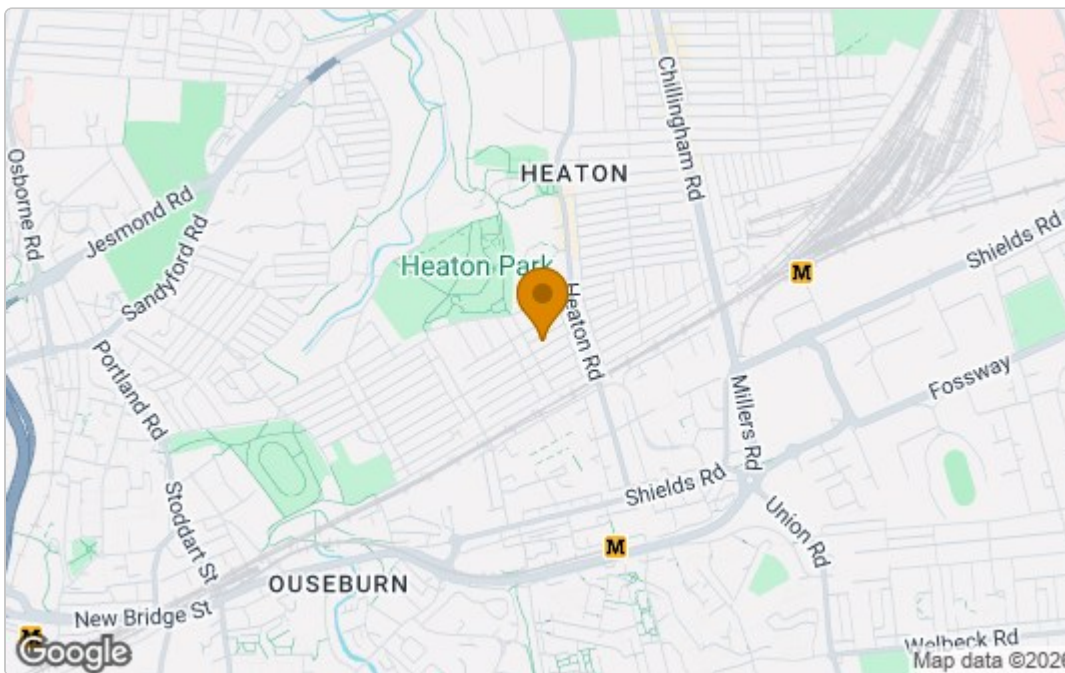 Chillingham Rd
HEATON
Osborne Rd
Jesmond Rd
Shields Rd
Sandyford Rd
Heaton Park
M
Heaton Rd
Portland Rd
Millers Rd
Fossway
Stoddart St
Shields Rd
Union Rd
M
OUSEBURN
New Bridge St
M
Welbeck Rd
Google
Map data ©2026